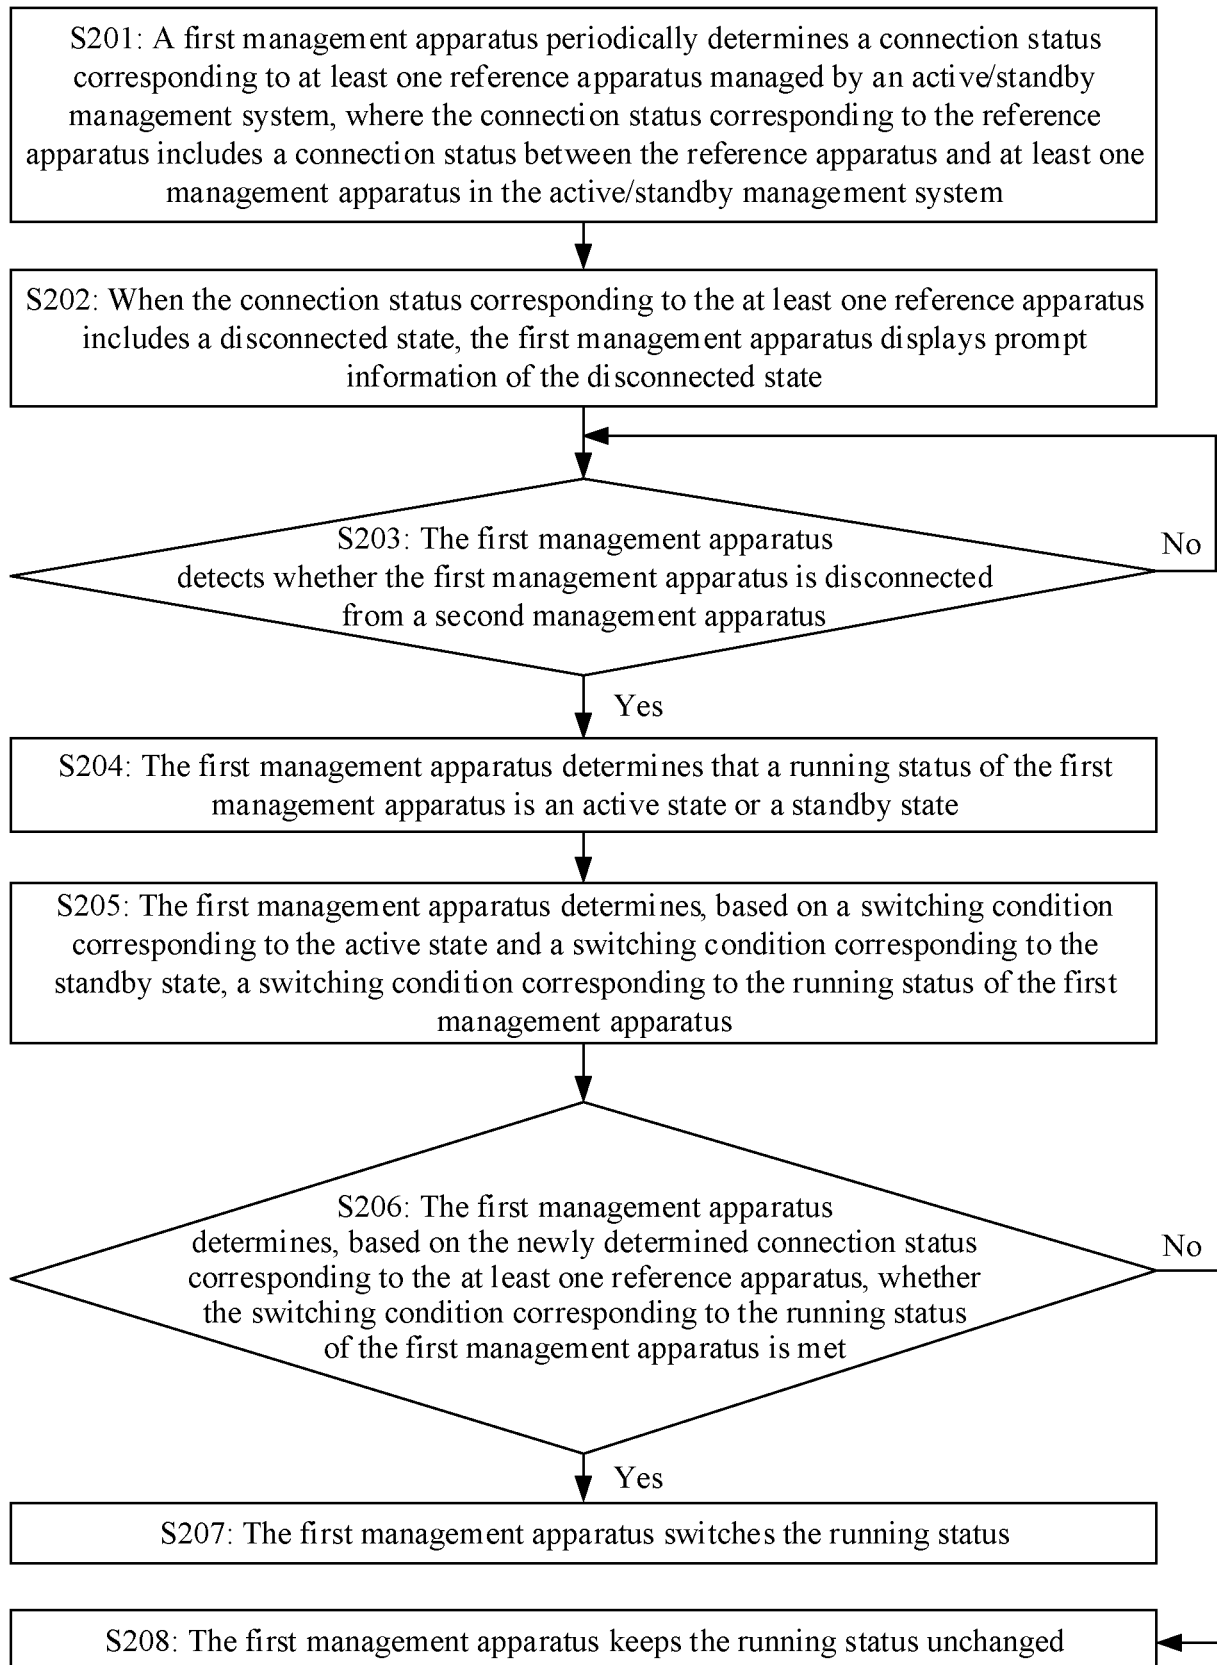 S201: A first management apparatus periodically determines a connection status
corresponding to at least one reference apparatus managed by an active/standby
management system, where the connection status corresponding to the reference
apparatus includes a connection status between the reference apparatus and at least one
management apparatus in the active/standby management system
S202: When the connection status corresponding to the at least one reference apparatus
includes a disconnected state, the first management apparatus displays prompt
information of the disconnected state
S203: The first management apparatus
detects whether the first management apparatus is disconnected
from a second management apparatus
No
Yes
S204: The first management apparatus determines that a running status of the first
management apparatus is an active state or a standby state
S205: The first management apparatus determines, based on a switching condition
corresponding to the active state and a switching condition corresponding to the
standby state, a switching condition corresponding to the running status of the first
management apparatus
S206: The first management apparatus
determines, based on the newly determined connection status
corresponding to the at least one reference apparatus, whether
the switching condition corresponding to the running status
of the first management apparatus is met
No
Yes
S207: The first management apparatus switches the running status
S208: The first management apparatus keeps the running status unchanged